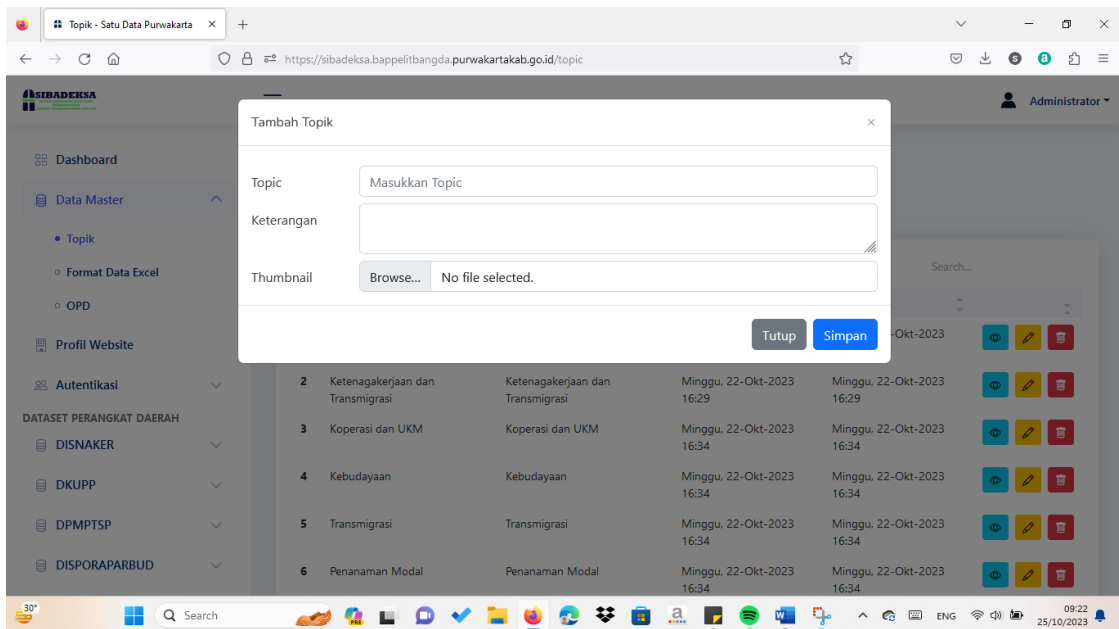 Topik - Satu Data Purwakarta
https://sibadeksa.bappelitbangda.purwakartakab.go.id/topic
SIBADEKSA
Administrator
Tambah Topik
Topic
Masukkan Topic
Keterangan
Thumbnail
Browse... No file selected.
Tutup Simpan
Dashboard
Data Master
Topik
Format Data Excel
OPD
Profil Website
Autentikasi
DATASET PERANGKAT DAERAH
DISNAKER
DKUPP
DPMPTSP
DISPORAPARBUD
Search...
-Okt-2023
2 Ketenagakerjaan dan Transmigrasi Ketenagakerjaan dan Transmigrasi Minggu, 22-Okt-2023 16:29 Minggu, 22-Okt-2023 16:29
3 Koperasi dan UKM Koperasi dan UKM Minggu, 22-Okt-2023 16:34 Minggu, 22-Okt-2023 16:34
4 Kebudayaan Kebudayaan Minggu, 22-Okt-2023 16:34 Minggu, 22-Okt-2023 16:34
5 Transmigrasi Transmigrasi Minggu, 22-Okt-2023 16:34 Minggu, 22-Okt-2023 16:34
6 Penanaman Modal Penanaman Modal Minggu, 22-Okt-2023 16:34 Minggu, 22-Okt-2023 16:34
30°
Search
PRE
ENG
09:22
25/10/2023